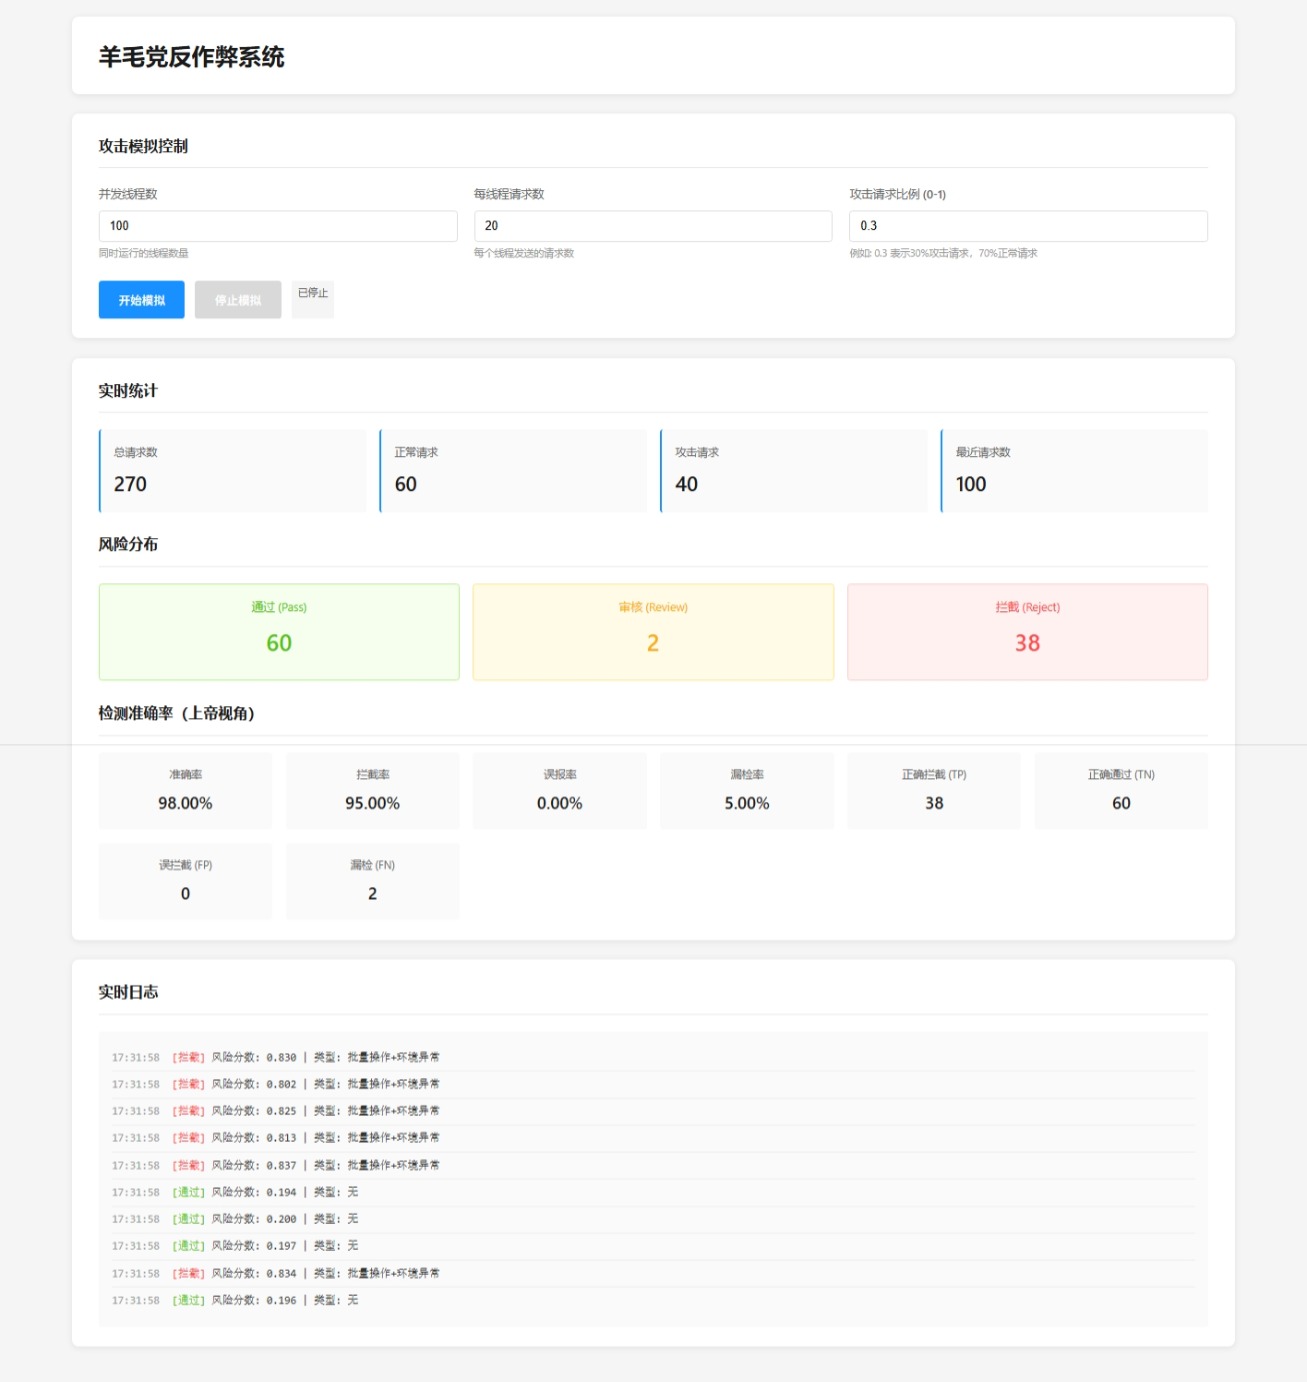 羊毛党反作弊系统
攻击模拟控制
并发线程数
100
同时运行的线程数量
每线程请求数
20
每个线程发送的请求数
攻击请求比例 (0-1)
0.3
例如: 0.3 表示30%攻击请求，70%正常请求
开始模拟
停止模拟
已停止
实时统计
总请求数
270
正常请求
60
攻击请求
40
最近请求数
100
风险分布
通过 (Pass)
60
审核 (Review)
2
拦截 (Reject)
38
检测准确率（上帝视角）
准确率
98.00%
拦截率
95.00%
误报率
0.00%
漏检率
5.00%
正确拦截 (TP)
38
正确通过 (TN)
60
误拦截 (FP)
0
漏检 (FN)
2
实时日志
17:31:58 [拦截] 风险分数: 0.830 | 类型: 批量操作+环境异常
17:31:58 [拦截] 风险分数: 0.802 | 类型: 批量操作+环境异常
17:31:58 [拦截] 风险分数: 0.825 | 类型: 批量操作+环境异常
17:31:58 [拦截] 风险分数: 0.813 | 类型: 批量操作+环境异常
17:31:58 [拦截] 风险分数: 0.837 | 类型: 批量操作+环境异常
17:31:58 [通过] 风险分数: 0.194 | 类型: 无
17:31:58 [通过] 风险分数: 0.200 | 类型: 无
17:31:58 [通过] 风险分数: 0.197 | 类型: 无
17:31:58 [拦截] 风险分数: 0.834 | 类型: 批量操作+环境异常
17:31:58 [通过] 风险分数: 0.196 | 类型: 无